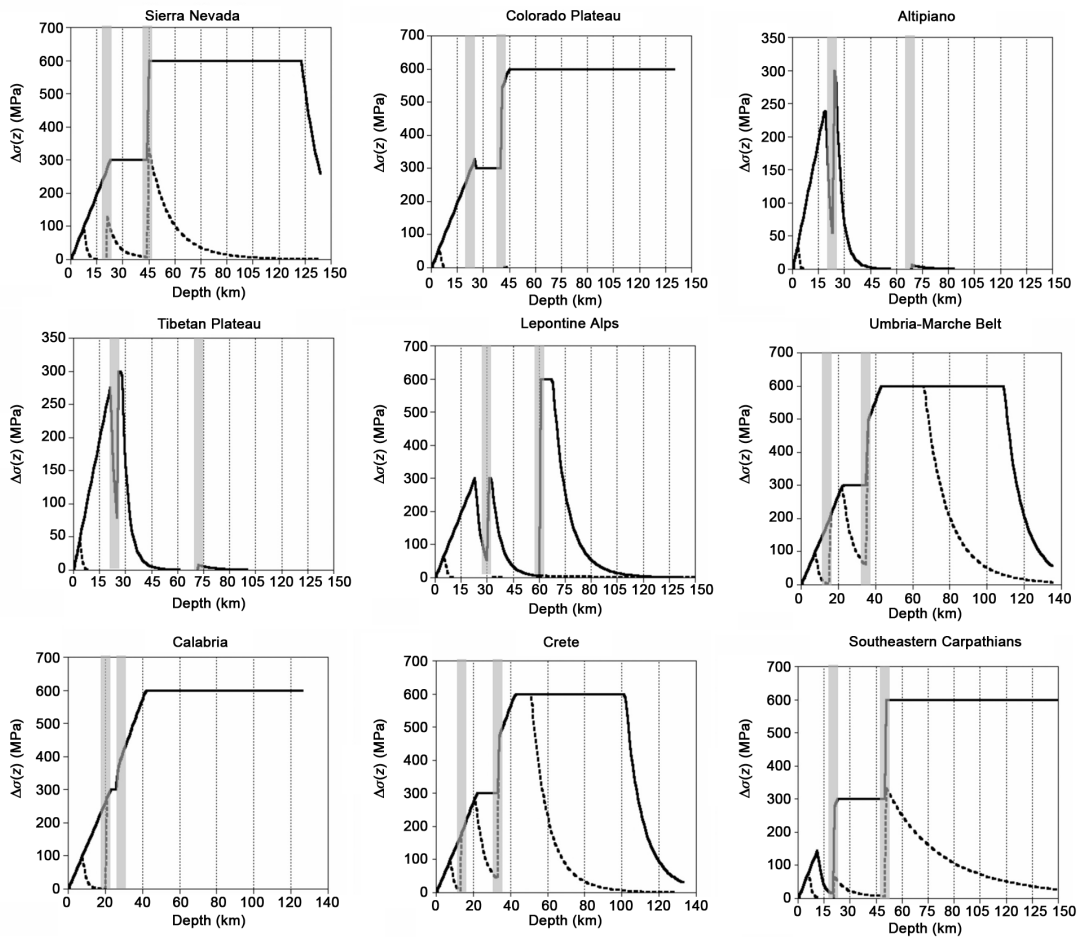 Sierra Nevada
Δσ(z) (MPa)
700
600
500
400
300
200
100
0
0 15 30 45 60 75 90 105 120 135 150
Depth (km)
Colorado Plateau
Δσ(z) (MPa)
700
600
500
400
300
200
100
0
0 15 30 45 60 75 90 105 120 135 150
Depth (km)
Altipiano
Δσ(z) (MPa)
350
300
250
200
150
100
50
0
0 15 30 45 60 75 90 105 120 135 150
Depth (km)
Tibetan Plateau
Δσ(z) (MPa)
350
300
250
200
150
100
50
0
0 15 30 45 60 75 90 105 120 135 150
Depth (km)
Lepontine Alps
Δσ(z) (MPa)
700
600
500
400
300
200
100
0
0 15 30 45 60 75 90 105 120 135 150
Depth (km)
Umbria-Marche Belt
Δσ(z) (MPa)
700
600
500
400
300
200
100
0
0 20 40 60 80 100 120 140
Depth (km)
Calabria
Δσ(z) (MPa)
700
600
500
400
300
200
100
0
0 20 40 60 80 100 120 140
Depth (km)
Crete
Δσ(z) (MPa)
700
600
500
400
300
200
100
0
0 20 40 60 80 100 120 140
Depth (km)
Southeastern Carpathians
Δσ(z) (MPa)
700
600
500
400
300
200
100
0
0 15 30 45 60 75 90 105 120 135 150
Depth (km)